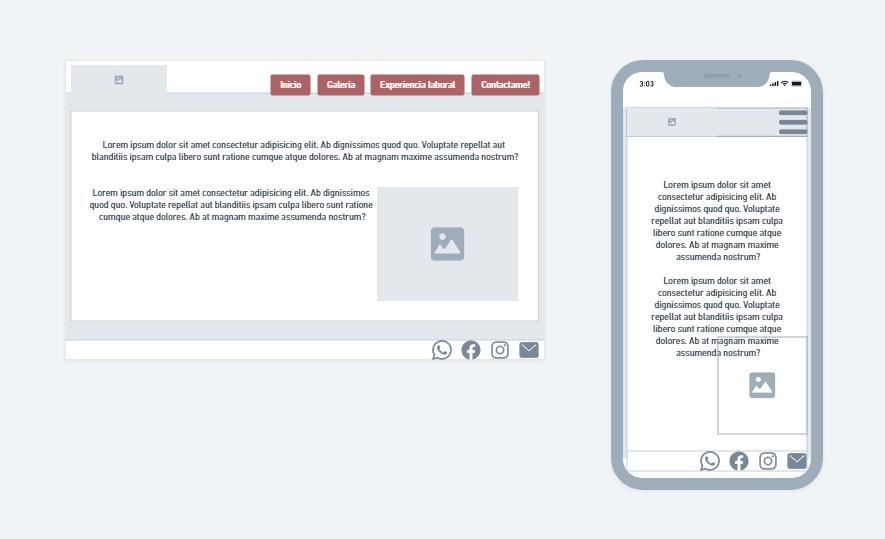 Inicio
Galería
Experiencia laboral
Contactame!
Lorem ipsum dolor sit amet consectetur adipisicing elit. Ab dignissimos quod quo. Voluptate repellat aut
blanditiis ipsam culpa libero sunt ratione cumque atque dolores. Ab at magnam maxime assumenda nostrum?
Lorem ipsum dolor sit amet consectetur adipisicing elit. Ab dignissimos
quod quo. Voluptate repellat aut blanditiis ipsam culpa libero sunt ratione
cumque atque dolores. Ab at magnam maxime assumenda nostrum?
3:03
Lorem ipsum dolor sit amet
consectetur adipisicing elit. Ab
dignissimos quod quo. Voluptate
repellat aut blanditiis ipsam culpa
libero sunt ratione cumque atque
dolores. Ab at magnam maxime
assumenda nostrum?
Lorem ipsum dolor sit amet
consectetur adipisicing elit. Ab
dignissimos quod quo. Voluptate
repellat aut blanditiis ipsam culpa
libero sunt ratione cumque atque
dolores. Ab at magnam maxime
assumenda nostrum?